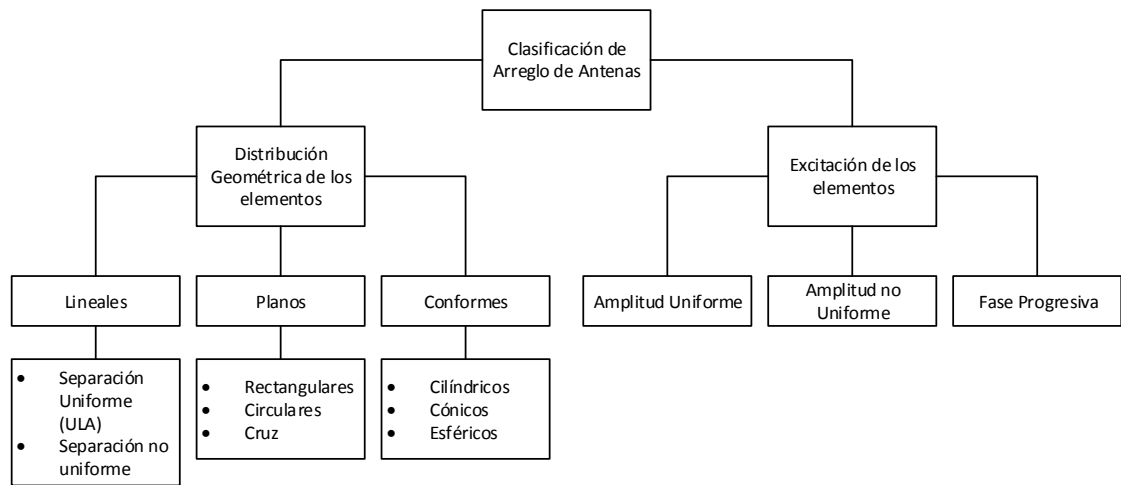 Clasificación de
Arreglo de Antenas
Distribución
Geométrica de los
elementos
Excitación de los
elementos
Lineales
Planos
Conformes
Amplitud Uniforme
Amplitud no
Uniforme
Fase Progresiva
• Separación
Uniforme
(ULA)
• Separación no
uniforme
• Rectangulares
• Circulares
• Cruz
• Cilíndricos
• Cónicos
• Esféricos